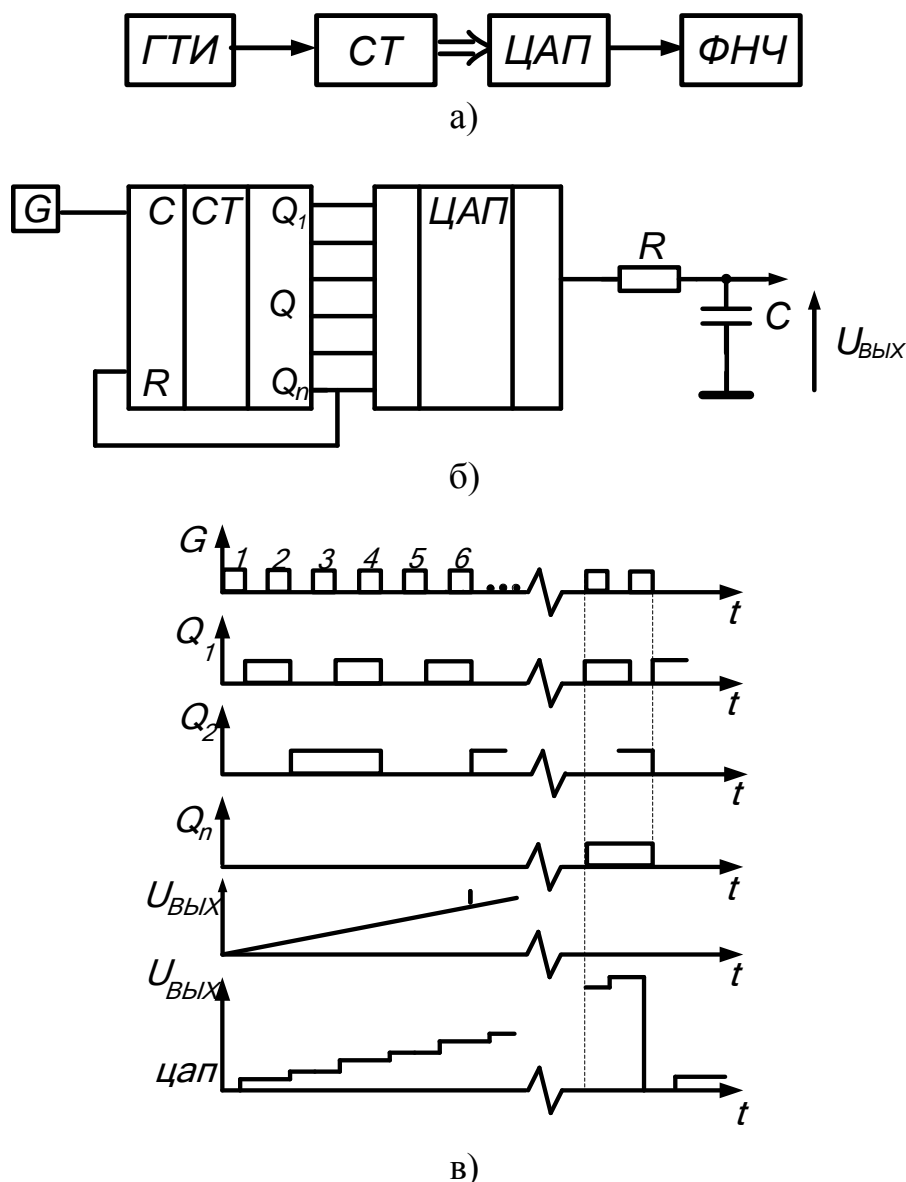 ГТИ СТ ЦАП ФНЧ
а)
G C СТ Q1 ЦАП
R
Q
C
UВЫХ
R Qn
б)
G 1 2 3 4 5 6 ...
t
Q1
t
Q2
t
Qn
t
UВЫХ
t
UВЫХ
цап
t
в)